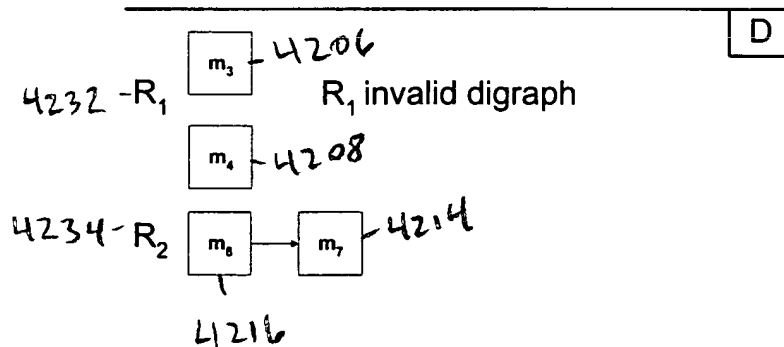 D
m₃ 4206
4232 R₁ R₁ invalid digraph
m₄ 4208
4234 R₂ m₆ m₇ 4214
4216